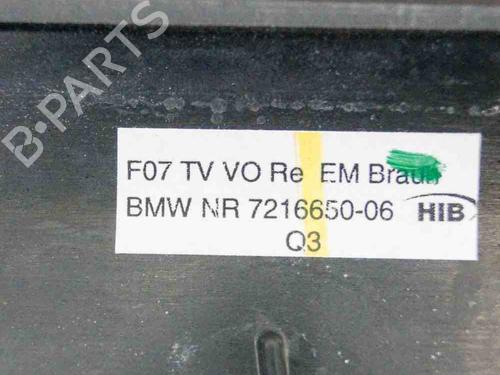 B-PARTS
F07 TV VO Re EM Braun
BMW NR 7216650-06 HIB
Q3